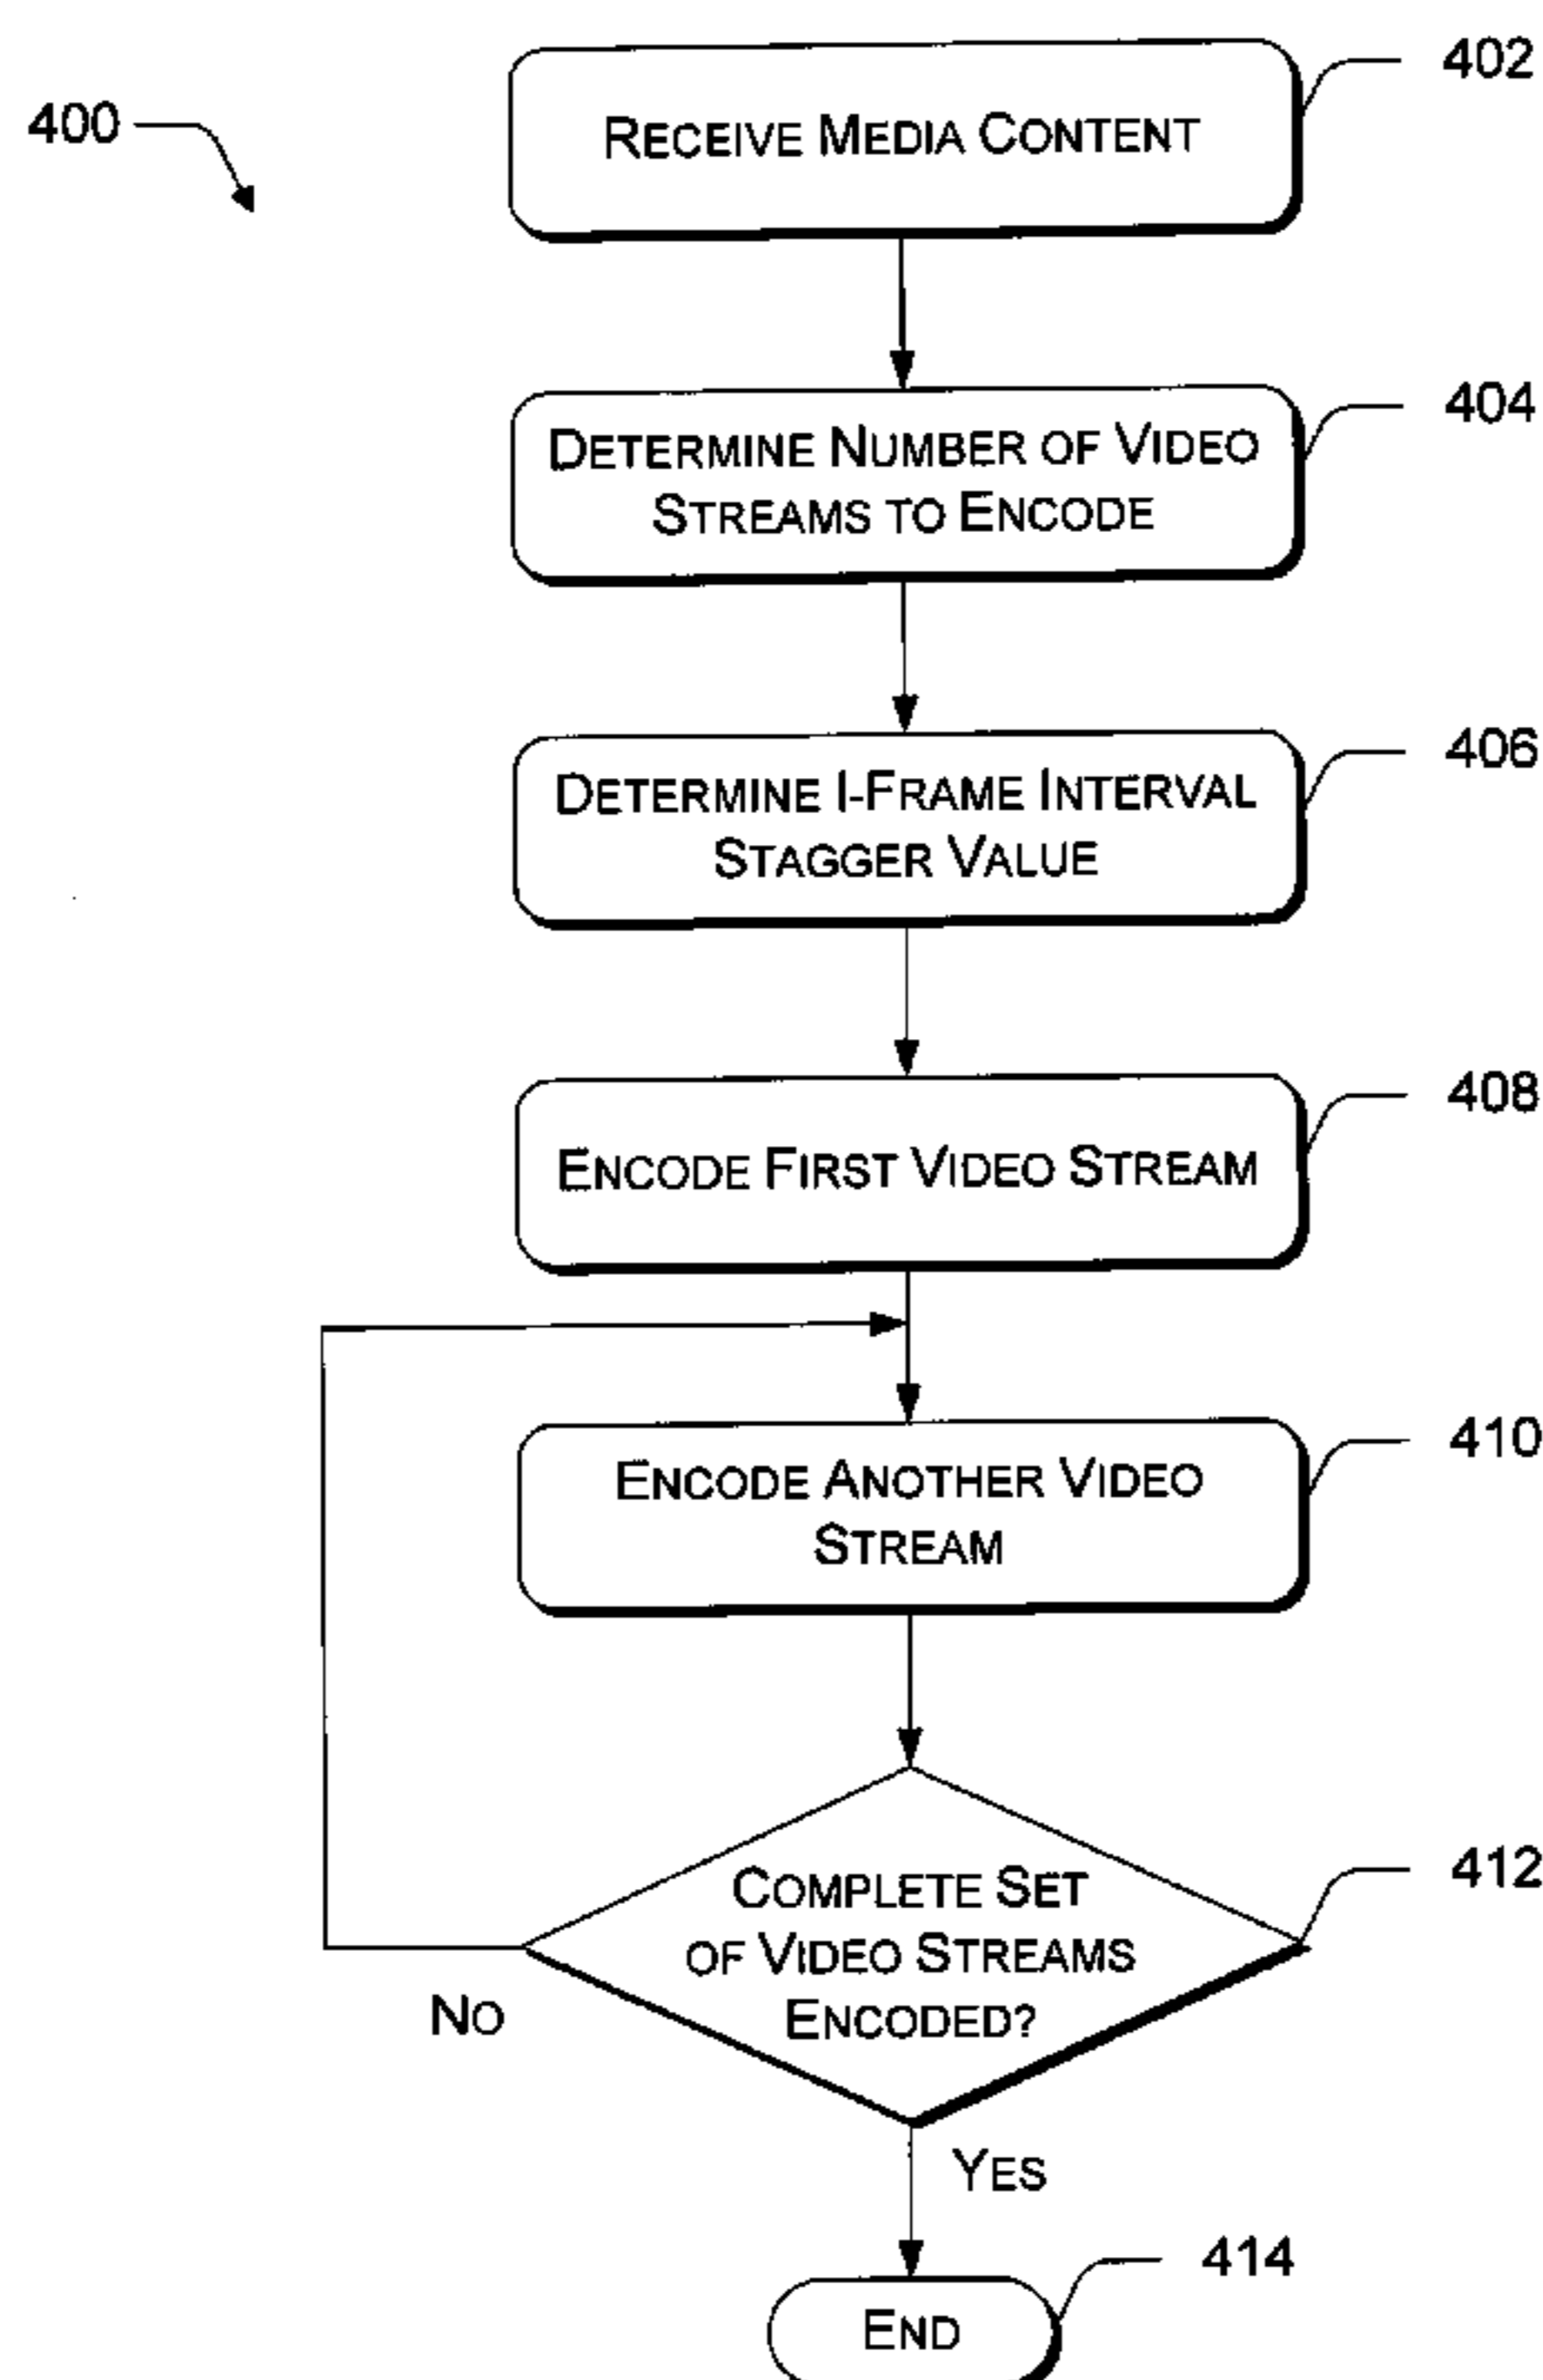 400
402
RECEIVE MEDIA CONTENT
404
DETERMINE NUMBER OF VIDEO
STREAMS TO ENCODE
406
DETERMINE I-FRAME INTERVAL
STAGGER VALUE
408
ENCODE FIRST VIDEO STREAM
410
ENCODE ANOTHER VIDEO
STREAM
412
COMPLETE SET
OF VIDEO STREAMS
ENCODED?
NO
YES
414
END